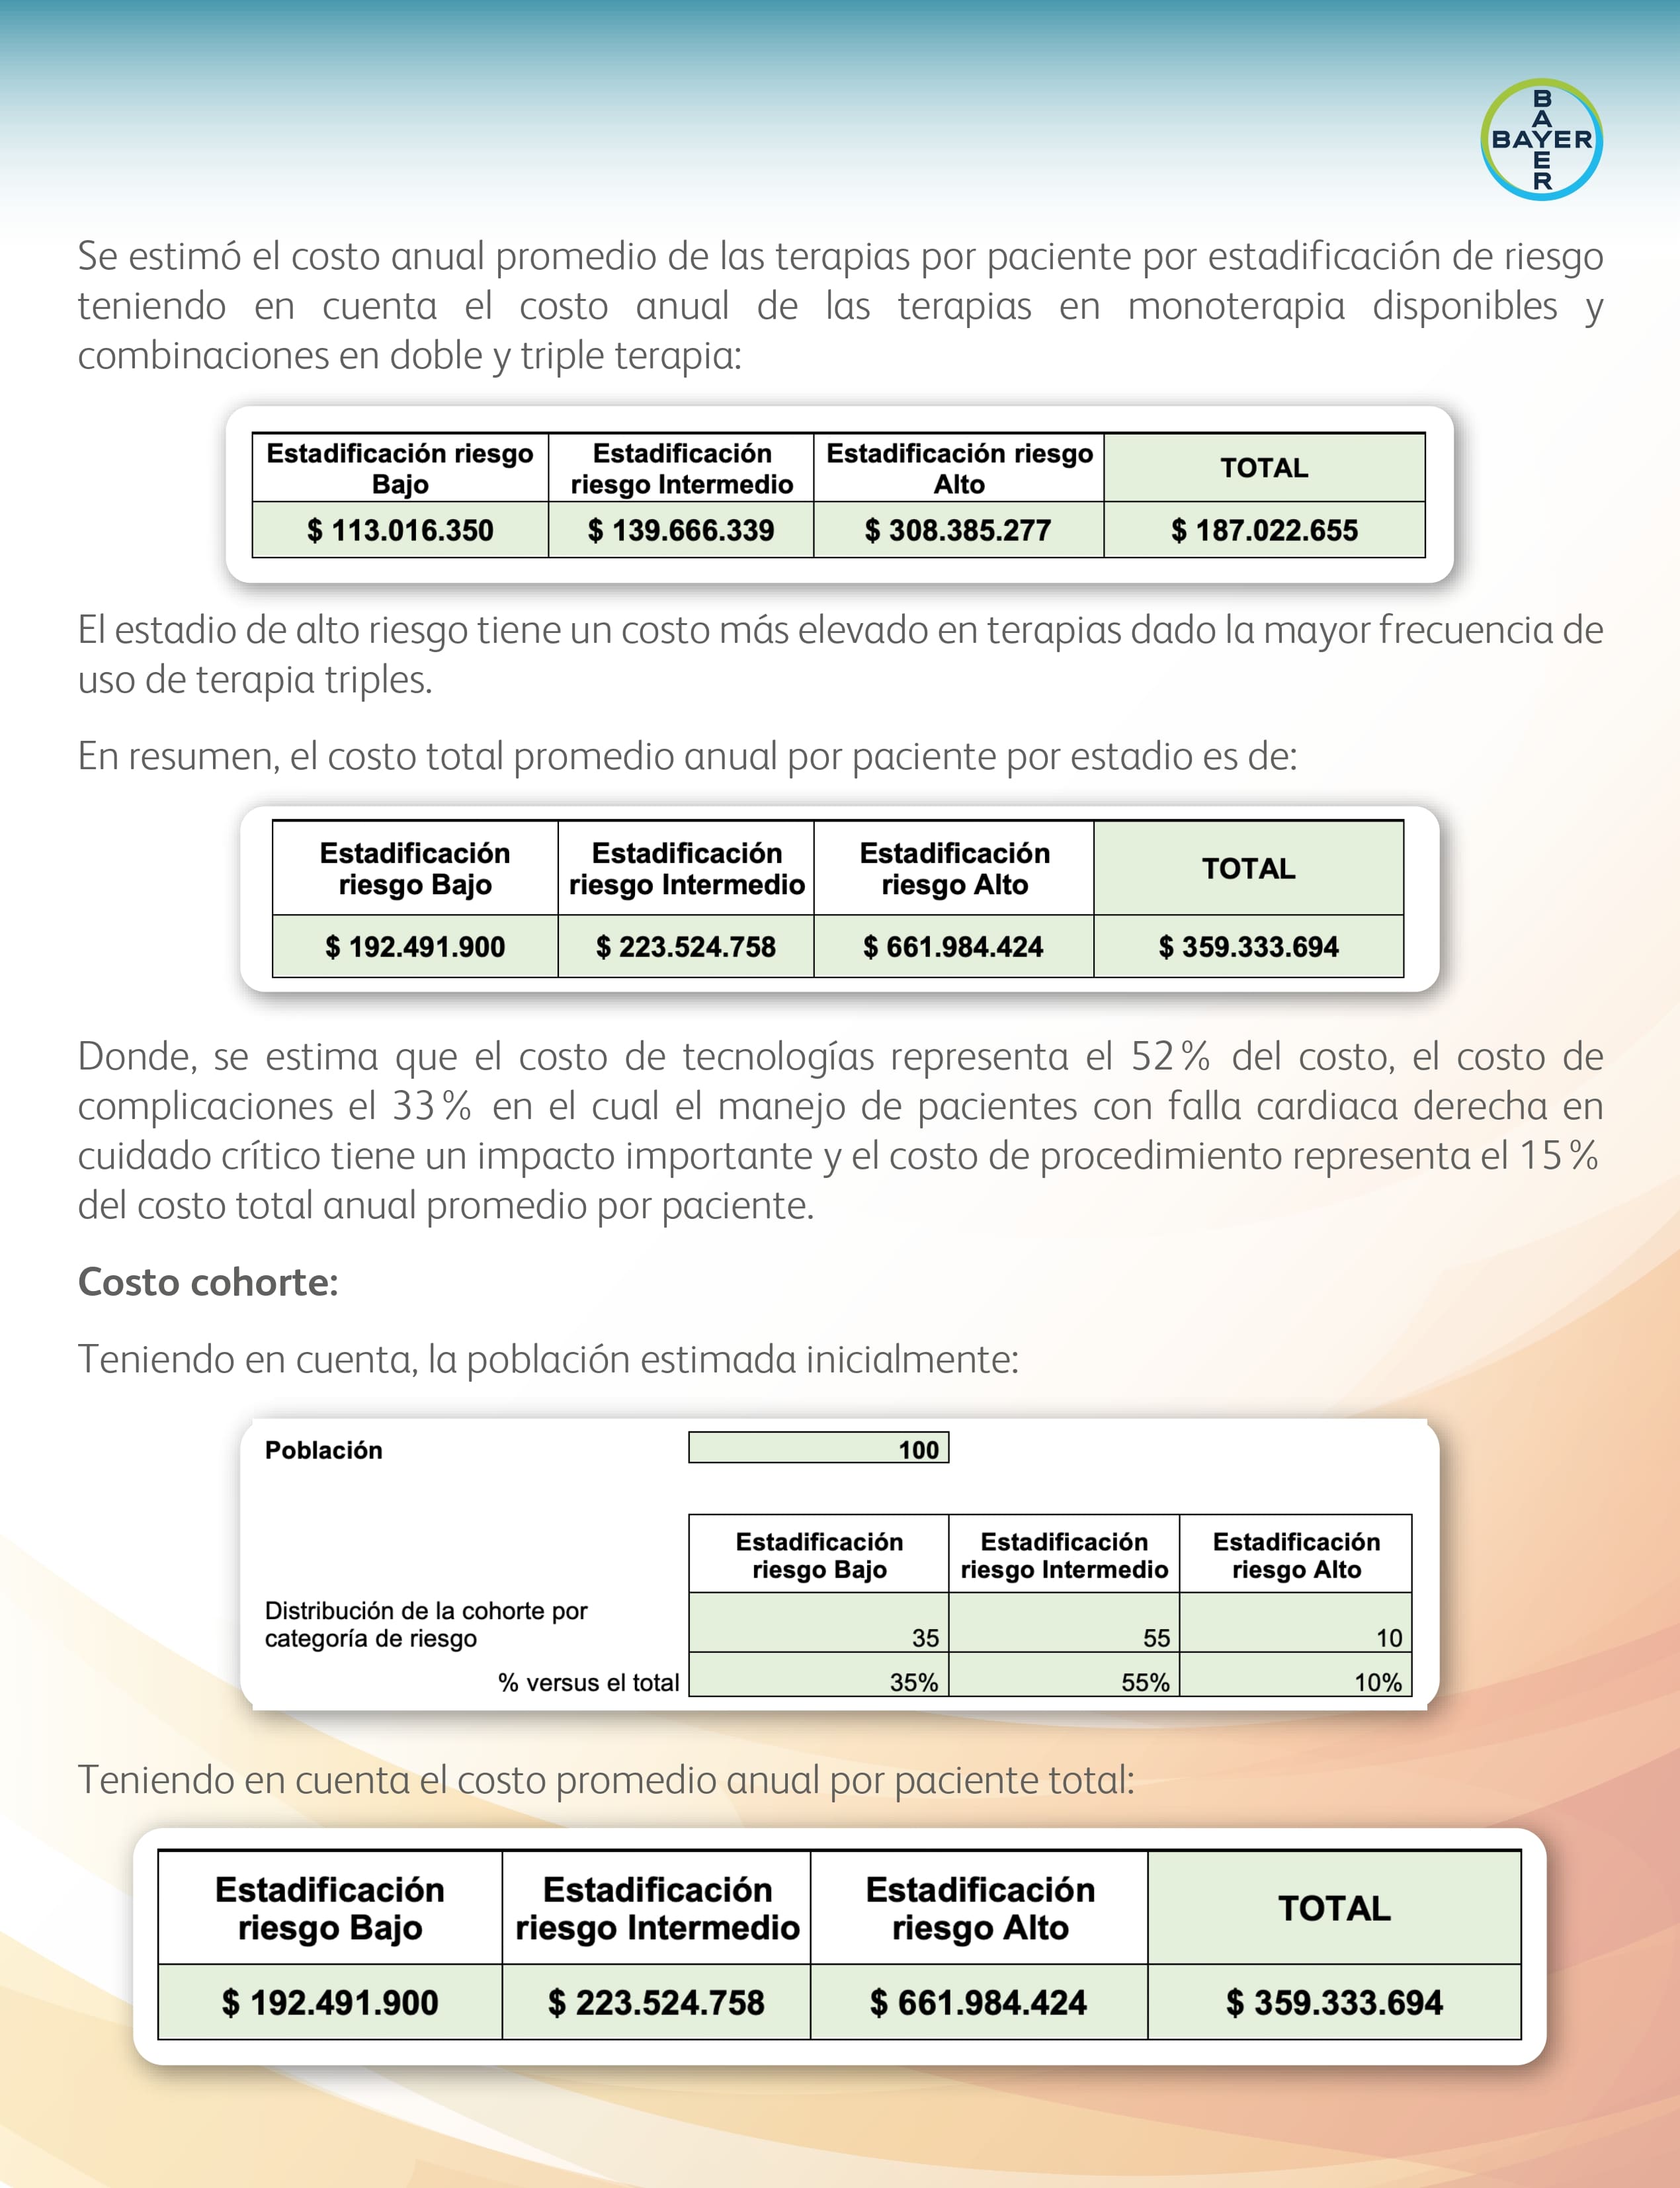 B
A
BAYER
E
R
Se estimó el costo anual promedio de las terapias por paciente por estadificación de riesgo
teniendo en cuenta el costo anual de las terapias en monoterapia disponibles y
combinaciones en doble y triple terapia:
Estadificación riesgo Bajo | Estadificación riesgo Intermedio | Estadificación riesgo Alto | TOTAL
$ 113.016.350 | $ 139.666.339 | $ 308.385.277 | $ 187.022.655
El estadio de alto riesgo tiene un costo más elevado en terapias dado la mayor frecuencia de
uso de terapia triples.
En resumen, el costo total promedio anual por paciente por estadio es de:
Estadificación riesgo Bajo | Estadificación riesgo Intermedio | Estadificación riesgo Alto | TOTAL
$ 192.491.900 | $ 223.524.758 | $ 661.984.424 | $ 359.333.694
Donde, se estima que el costo de tecnologías representa el 52% del costo, el costo de
complicaciones el 33% en el cual el manejo de pacientes con falla cardiaca derecha en
cuidado crítico tiene un impacto importante y el costo de procedimiento representa el 15%
del costo total anual promedio por paciente.
Costo cohorte:
Teniendo en cuenta, la población estimada inicialmente:
Población 100
Estadificación riesgo Bajo | Estadificación riesgo Intermedio | Estadificación riesgo Alto
Distribución de la cohorte por categoría de riesgo | 35 | 55 | 10
% versus el total | 35% | 55% | 10%
Teniendo en cuenta el costo promedio anual por paciente total:
Estadificación riesgo Bajo | Estadificación riesgo Intermedio | Estadificación riesgo Alto | TOTAL
$ 192.491.900 | $ 223.524.758 | $ 661.984.424 | $ 359.333.694